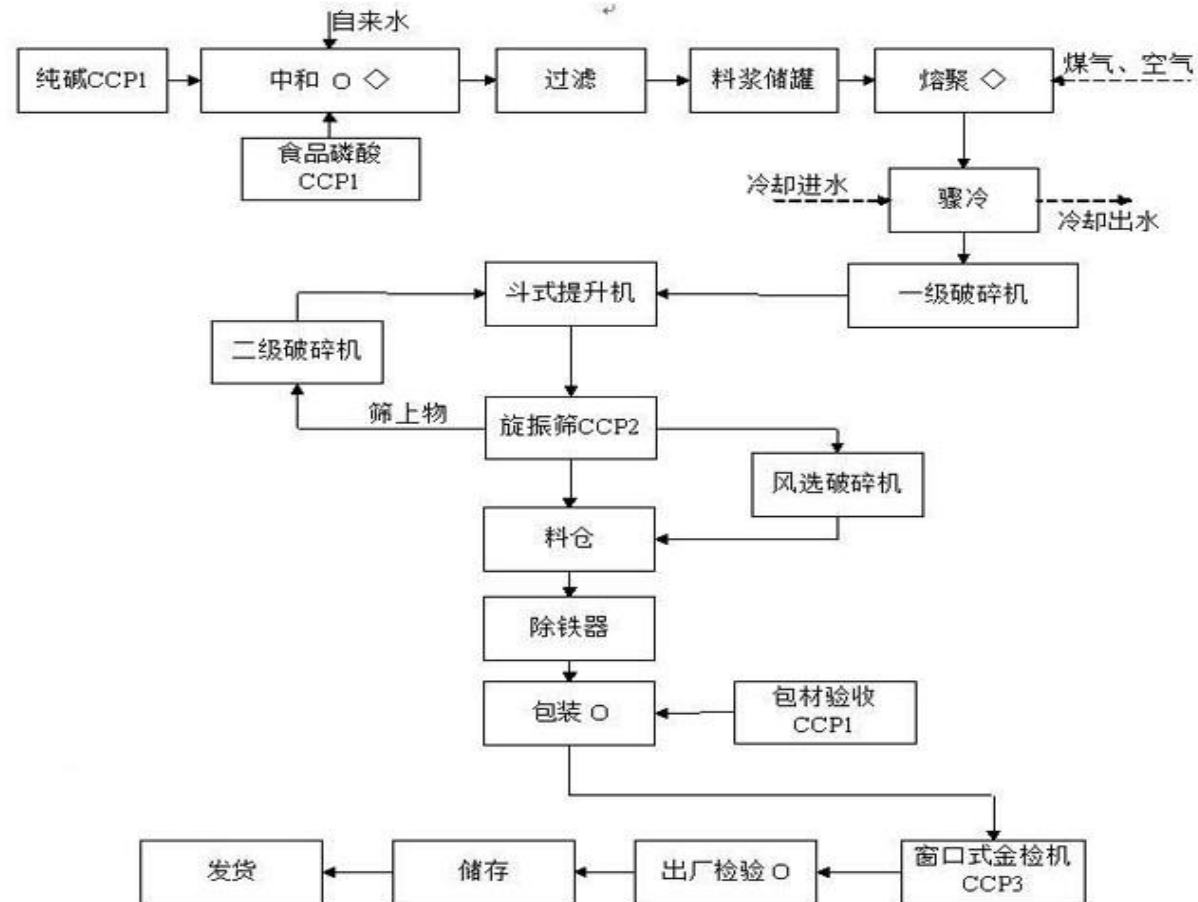 自来水
纯碱CCP1
中和 ○ ◇
过滤
料浆储罐
熔聚 ◇
煤气、空气
食品磷酸
CCP1
冷却进水
骤冷
冷却出水
斗式提升机
一级破碎机
二级破碎机
筛上物
旋振筛CCP2
风选破碎机
料仓
除铁器
包装 ○
包材验收
CCP1
发货
储存
出厂检验 ○
窗口式金检机
CCP3